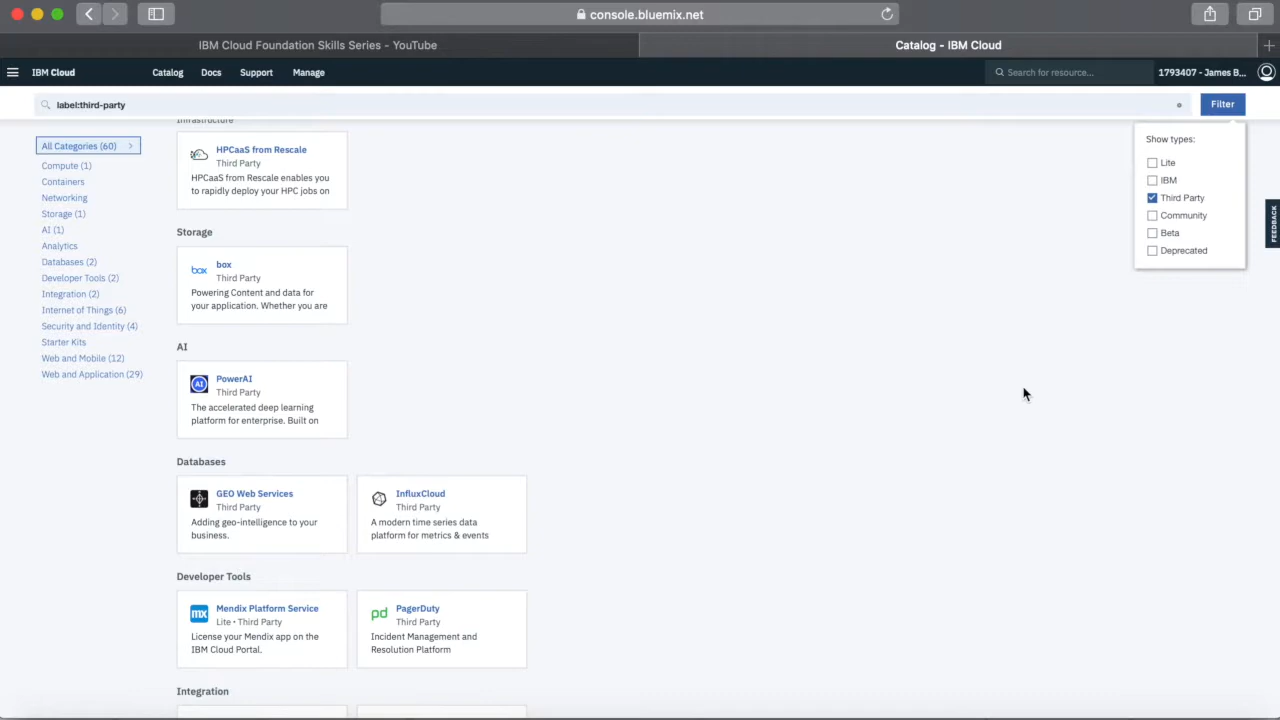 console.bluemix.net
IBM Cloud Foundation Skills Series - YouTube
Catalog - IBM Cloud
IBM Cloud
Catalog
Docs
Support
Manage
Search for resource...
1793407 - James B...
label:third-party
Filter
Show types:
Lite
IBM
Third Party
Community
Beta
Deprecated
FEEDBACK
All Categories (60)
Compute (1)
Containers
Networking
Storage (1)
AI (1)
Analytics
Databases (2)
Developer Tools (2)
Integration (2)
Internet of Things (6)
Security and Identity (4)
Starter Kits
Web and Mobile (12)
Web and Application (29)
Infrastructure
HPCaaS from Rescale
Third Party
HPCaaS from Rescale enables you
to rapidly deploy your HPC jobs on
Storage
box
box
Third Party
Powering Content and data for
your application. Whether you are
AI
AI
PowerAI
Third Party
The accelerated deep learning
platform for enterprise. Built on
Databases
GEO Web Services
Third Party
Adding geo-intelligence to your
business.
InfluxCloud
Third Party
A modern time series data
platform for metrics & events
Developer Tools
mx
Mendix Platform Service
Lite • Third Party
License your Mendix app on the
IBM Cloud Portal.
pd
PagerDuty
Third Party
Incident Management and
Resolution Platform
Integration